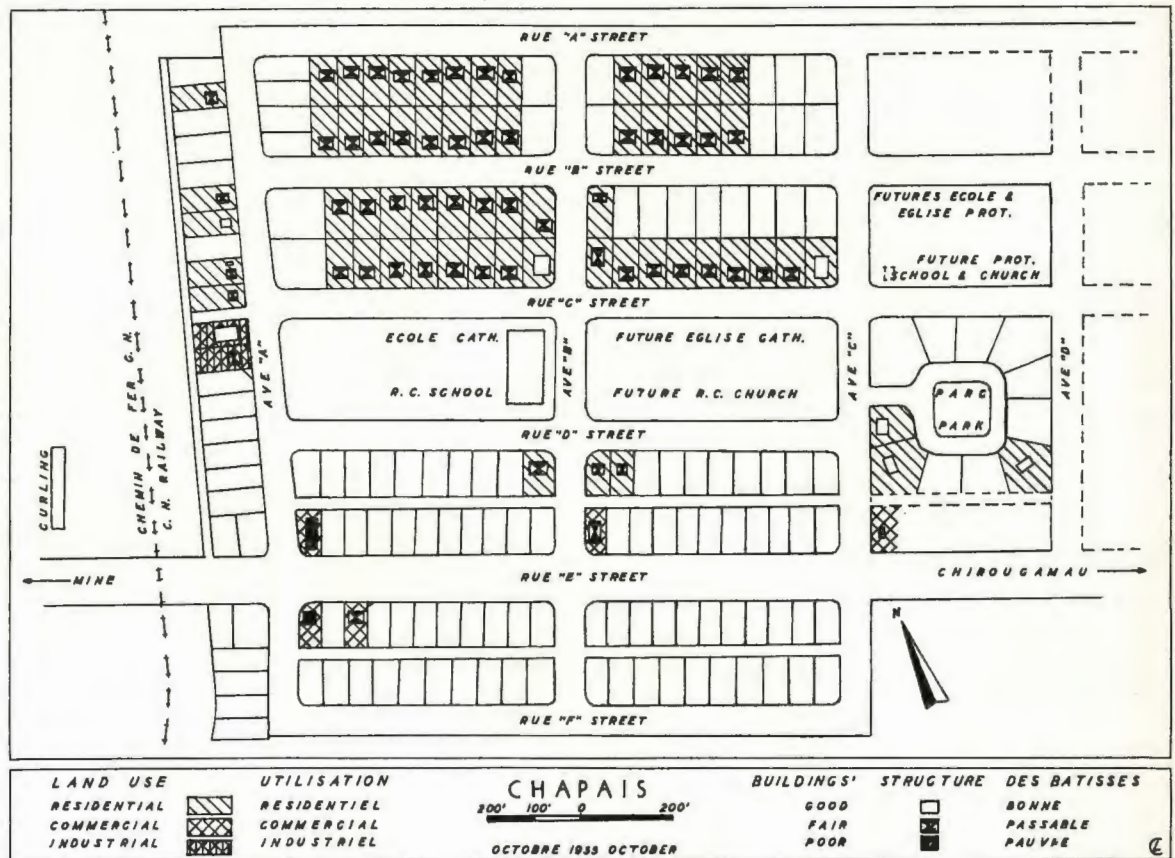 RUE "A" STREET
RUE "B" STREET
FUTURES ECOLE &
EGLISE PROT.
FUTURE PROT.
SCHOOL & CHURCH
RUE "C" STREET
AVE "A"
ECOLE CATH.
R.C. SCHOOL
AVE "B"
FUTURE EGLISE CATH.
FUTURE R.C. CHURCH
AVE "C"
PARC
PARK
AVE "D"
CHEMIN DE FER C.N.
C.N. RAILWAY
CURLING
RUE "D" STREET
MINE
RUE "E" STREET
CHIBOUGAMAU
N
RUE "F" STREET
LAND USE UTILISATION
RESIDENTIAL RESIDENTIEL
COMMERCIAL COMMERCIAL
INDUSTRIAL INDUSTRIEL
CHAPAIS
200' 100' 0 200'
OCTOBRE 1955 OCTOBER
BUILDINGS' STRUCTURE DES BATISSES
GOOD BONNE
FAIR PASSABLE
POOR PAUVRE